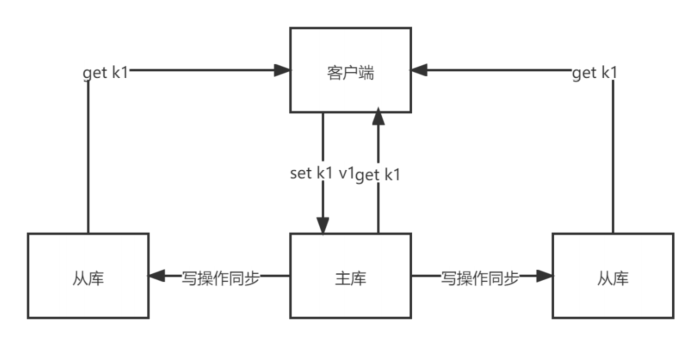 get k1
客户端
get k1
set k1 v1
get k1
从库
写操作同步
主库
写操作同步
从库